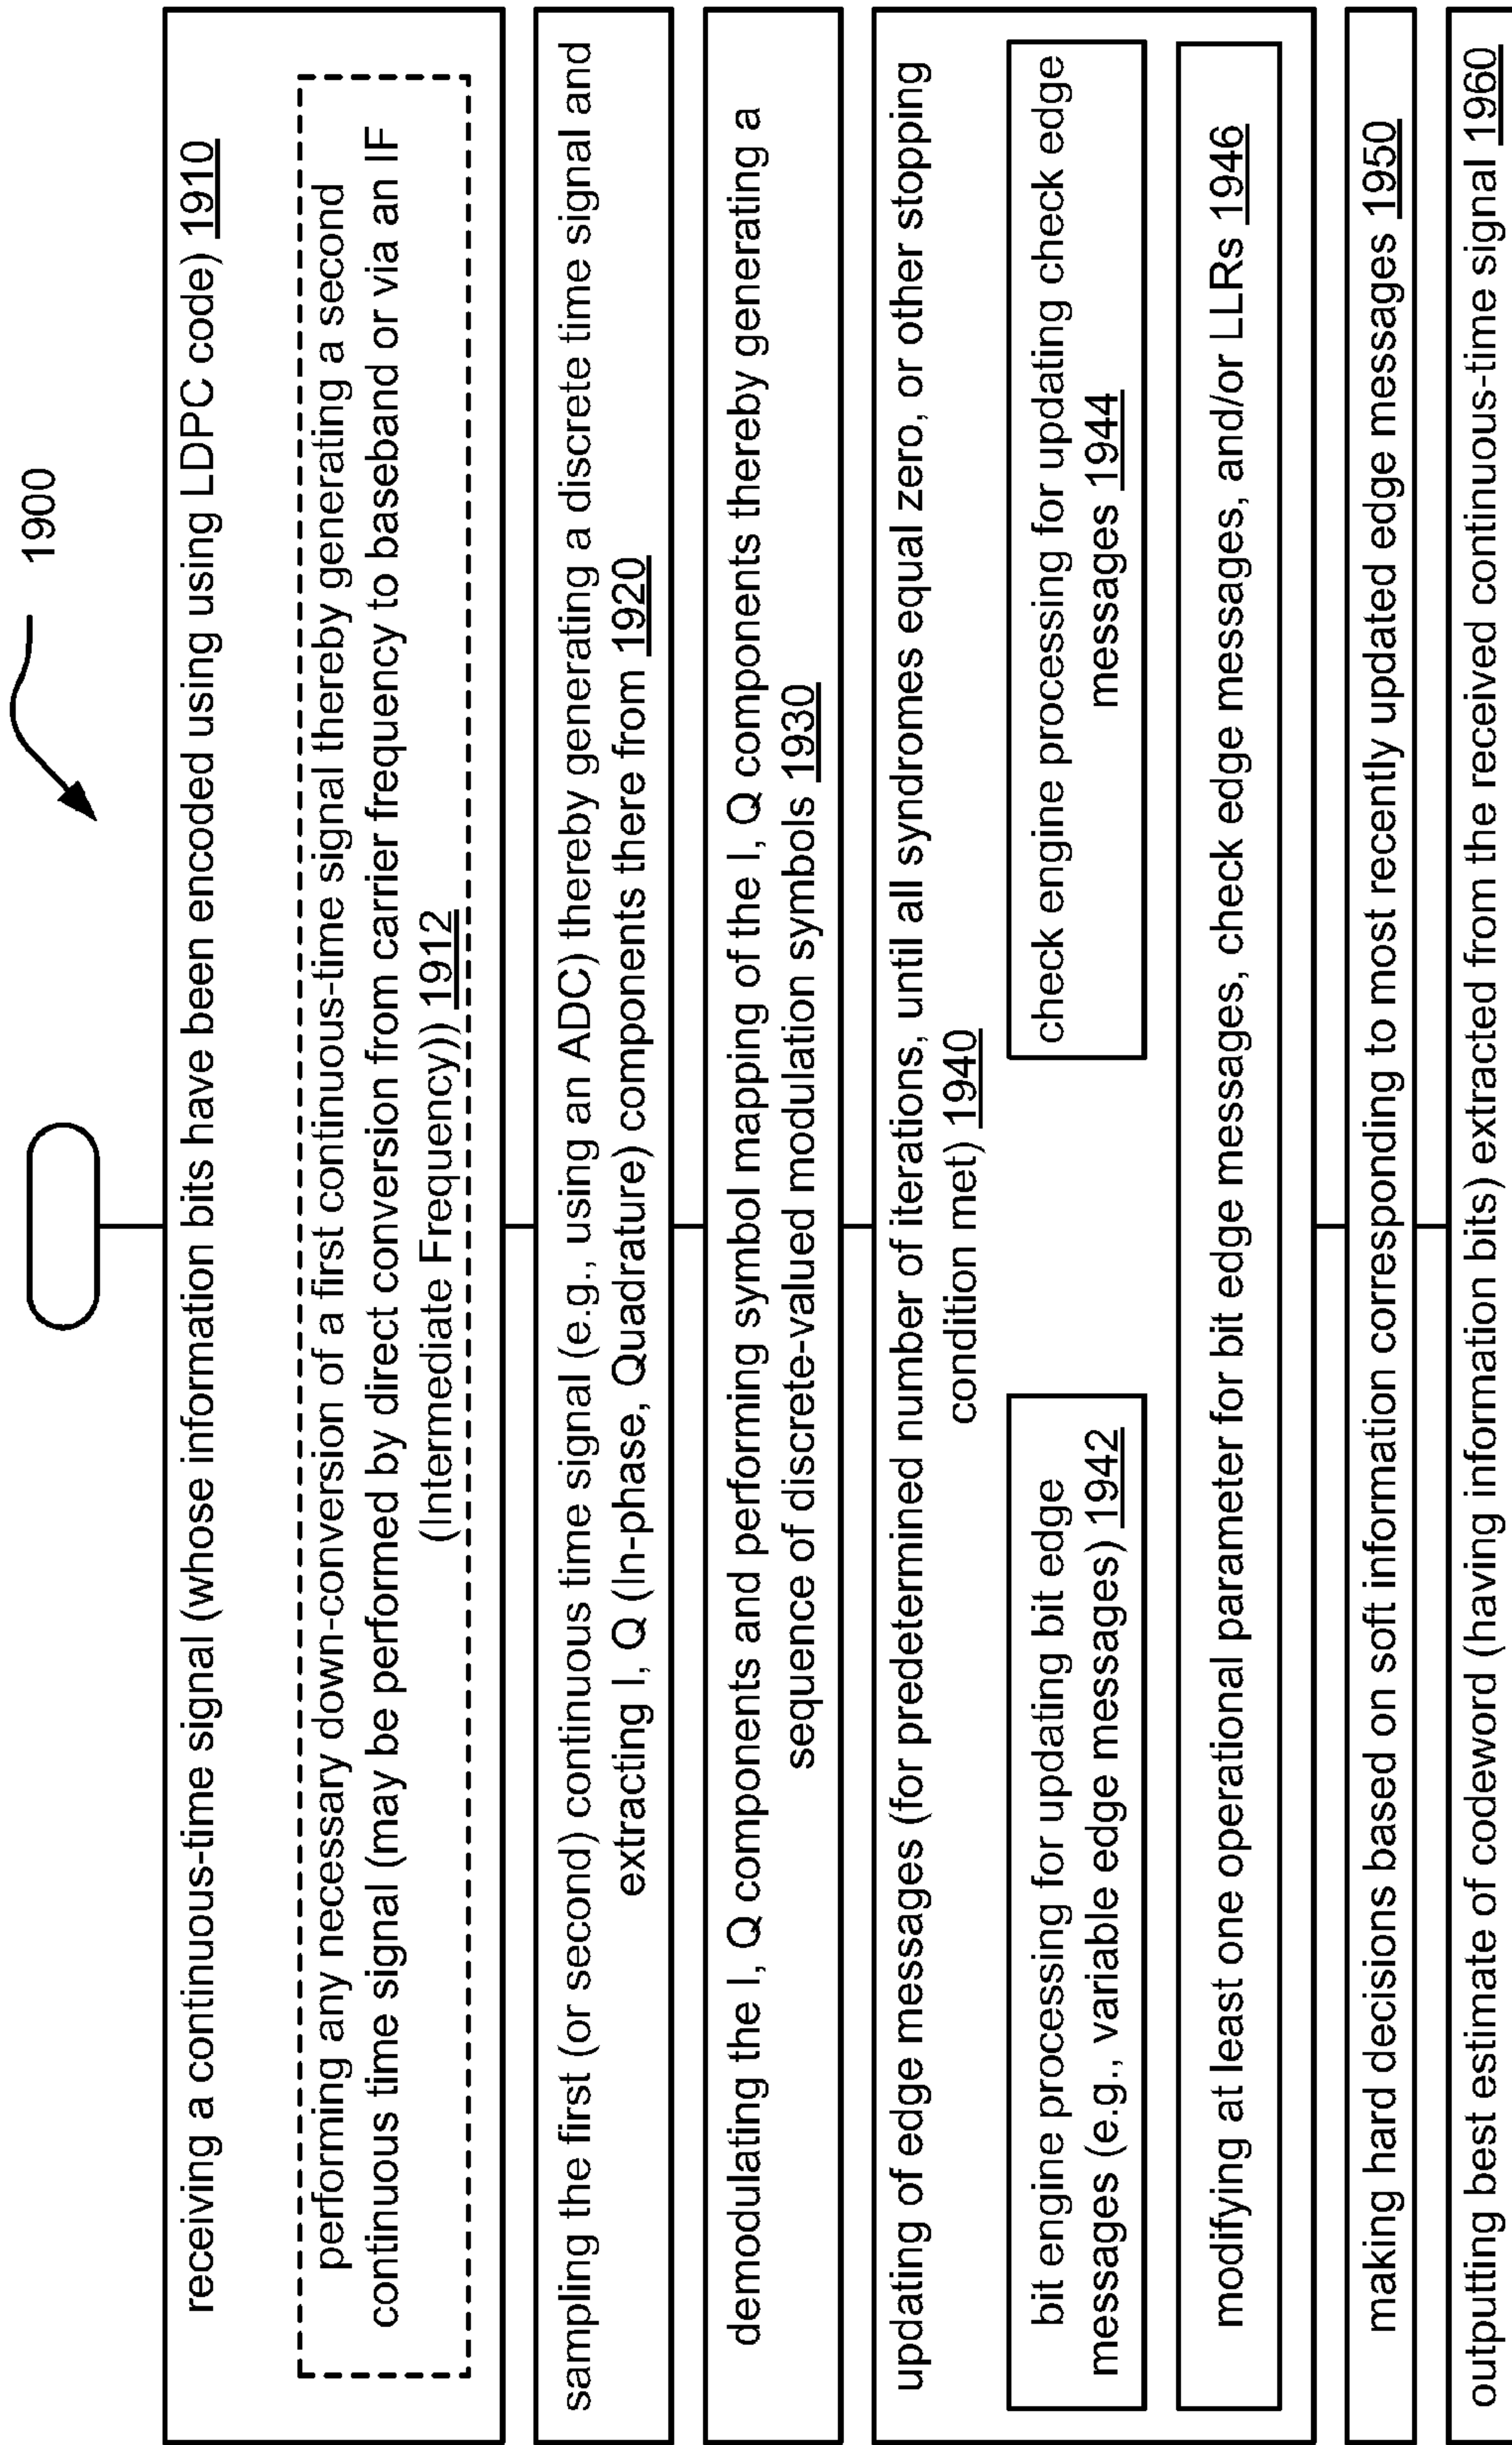 1900
receiving a continuous-time signal (whose information bits have been encoded using using LDPC code) 1910
performing any necessary down-conversion of a first continuous-time signal thereby generating a second
continuous time signal (may be performed by direct conversion from carrier frequency to baseband or via an IF
(Intermediate Frequency)) 1912
sampling the first (or second) continuous time signal (e.g., using an ADC) thereby generating a discrete time signal and
extracting I, Q (In-phase, Quadrature) components there from 1920
demodulating the I, Q components and performing symbol mapping of the I, Q components thereby generating a
sequence of discrete-valued modulation symbols 1930
updating of edge messages (for predetermined number of iterations, until all syndromes equal zero, or other stopping
condition met) 1940
bit engine processing for updating bit edge
messages (e.g., variable edge messages) 1942
check engine processing for updating check edge
messages 1944
modifying at least one operational parameter for bit edge messages, check edge messages, and/or LLRs 1946
making hard decisions based on soft information corresponding to most recently updated edge messages 1950
outputting best estimate of codeword (having information bits) extracted from the received continuous-time signal 1960